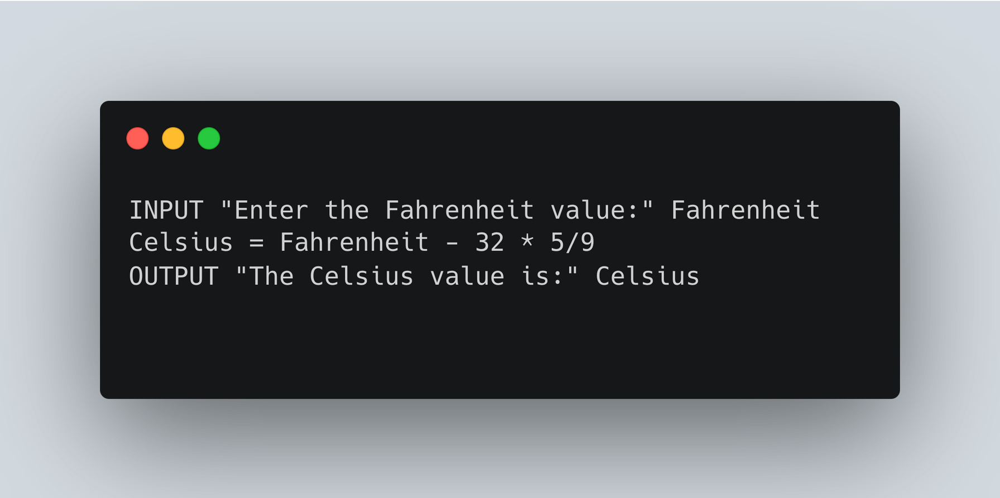 INPUT "Enter the Fahrenheit value:" Fahrenheit
Celsius = Fahrenheit - 32 * 5/9
OUTPUT "The Celsius value is:" Celsius